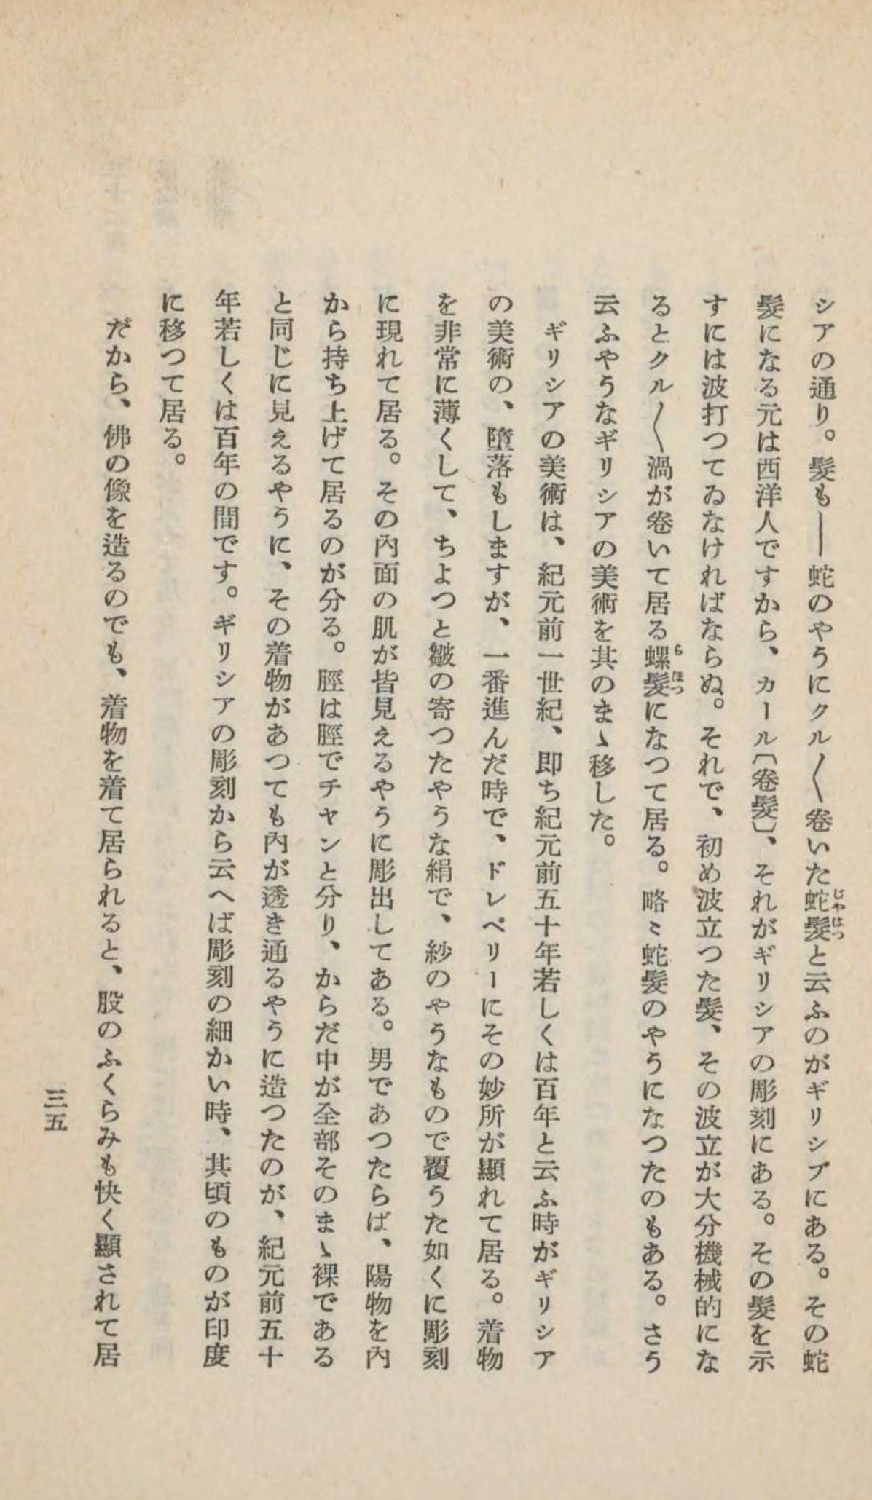 シアの通り。髮も――蛇のやうにクル〳〵卷いた蛇髮と云ふのがギリシアにある。その蛇
髮になる元は西洋人ですから、カール〔卷髮〕、それがギリシアの彫刻にある。その髮を示
すには波打つてゐなければならぬ。それで、初め波立つた髮、その波立が大分機械的にな
るとクル〳〵渦が卷いて居る螺髮になつて居る。略〻蛇髮のやうになつたのもある。さう
云ふやうなギリシアの美術を其のまゝ移した。
ギリシアの美術は、紀元前一世紀、卽ち紀元前五十年若しくは百年と云ふ時がギリシア
の美術の、墮落もしますが、一番進んだ時で、ドレペリーにその妙所が顯れて居る。着物
を非常に薄くして、ちよつと皺の寄つたやうな絹で、紗のやうなもので覆うた如くに彫刻
に現れて居る。その內面の肌が皆見えるやうに彫出してある。男であつたらば、陽物を內
から持ち上げて居るのが分る。脛は脛でチャンと分り、からだ中が全部そのまゝ裸である
と同じに見えるやうに、その着物があつても內が透き通るやうに造つたのが、紀元前五十
年若しくは百年の間です。ギリシアの彫刻から云へば彫刻の細かい時、其頃のものが印度
に移つて居る。
だから、佛の像を造るのでも、着物を着て居られると、股のふくらみも快く顯されて居
三五